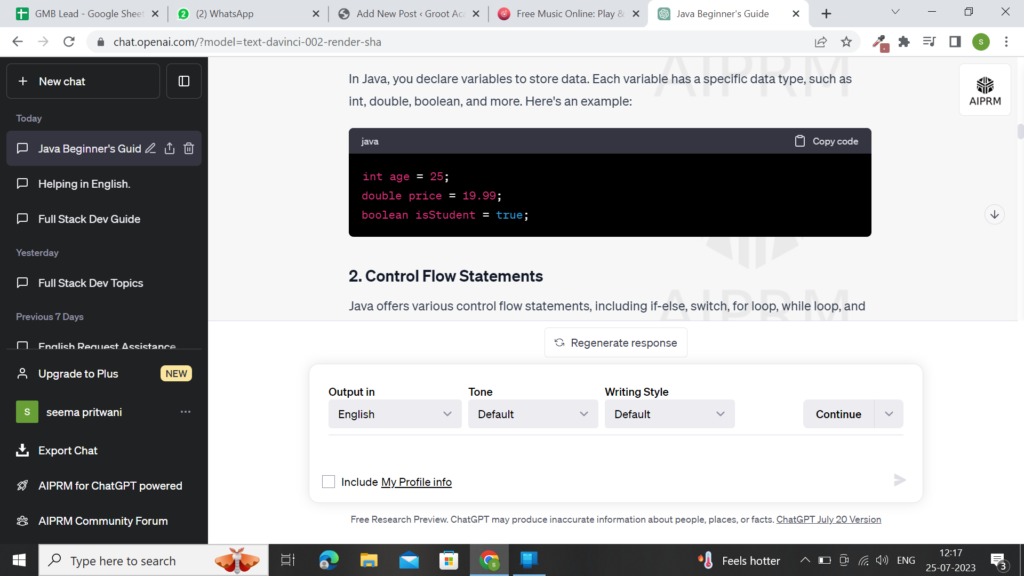 GMB Lead - Google Sheet
(2) WhatsApp
Add New Post ‹ Groot Ac
Free Music Online: Play &
Java Beginner's Guide
chat.openai.com/?model=text-davinci-002-render-sha
S
New chat
Today
Java Beginner's Guid
Helping in English.
Full Stack Dev Guide
Yesterday
Full Stack Dev Topics
Previous 7 Days
English Request Assistance
Upgrade to Plus
NEW
S
seema pritwani
Export Chat
AIPRM for ChatGPT powered
AIPRM Community Forum
AIPRM
AIPRM
In Java, you declare variables to store data. Each variable has a specific data type, such as
int, double, boolean, and more. Here's an example:
java
Copy code
int age = 25;
double price = 19.99;
boolean isStudent = true;
2. Control Flow Statements
AIPRM
Java offers various control flow statements, including if-else, switch, for loop, while loop, and
Regenerate response
Output in
Tone
Writing Style
English
Default
Default
Continue
Include My Profile info
Free Research Preview. ChatGPT may produce inaccurate information about people, places, or facts. ChatGPT July 20 Version
Type here to search
Feels hotter
ENG
12:17
25-07-2023
3